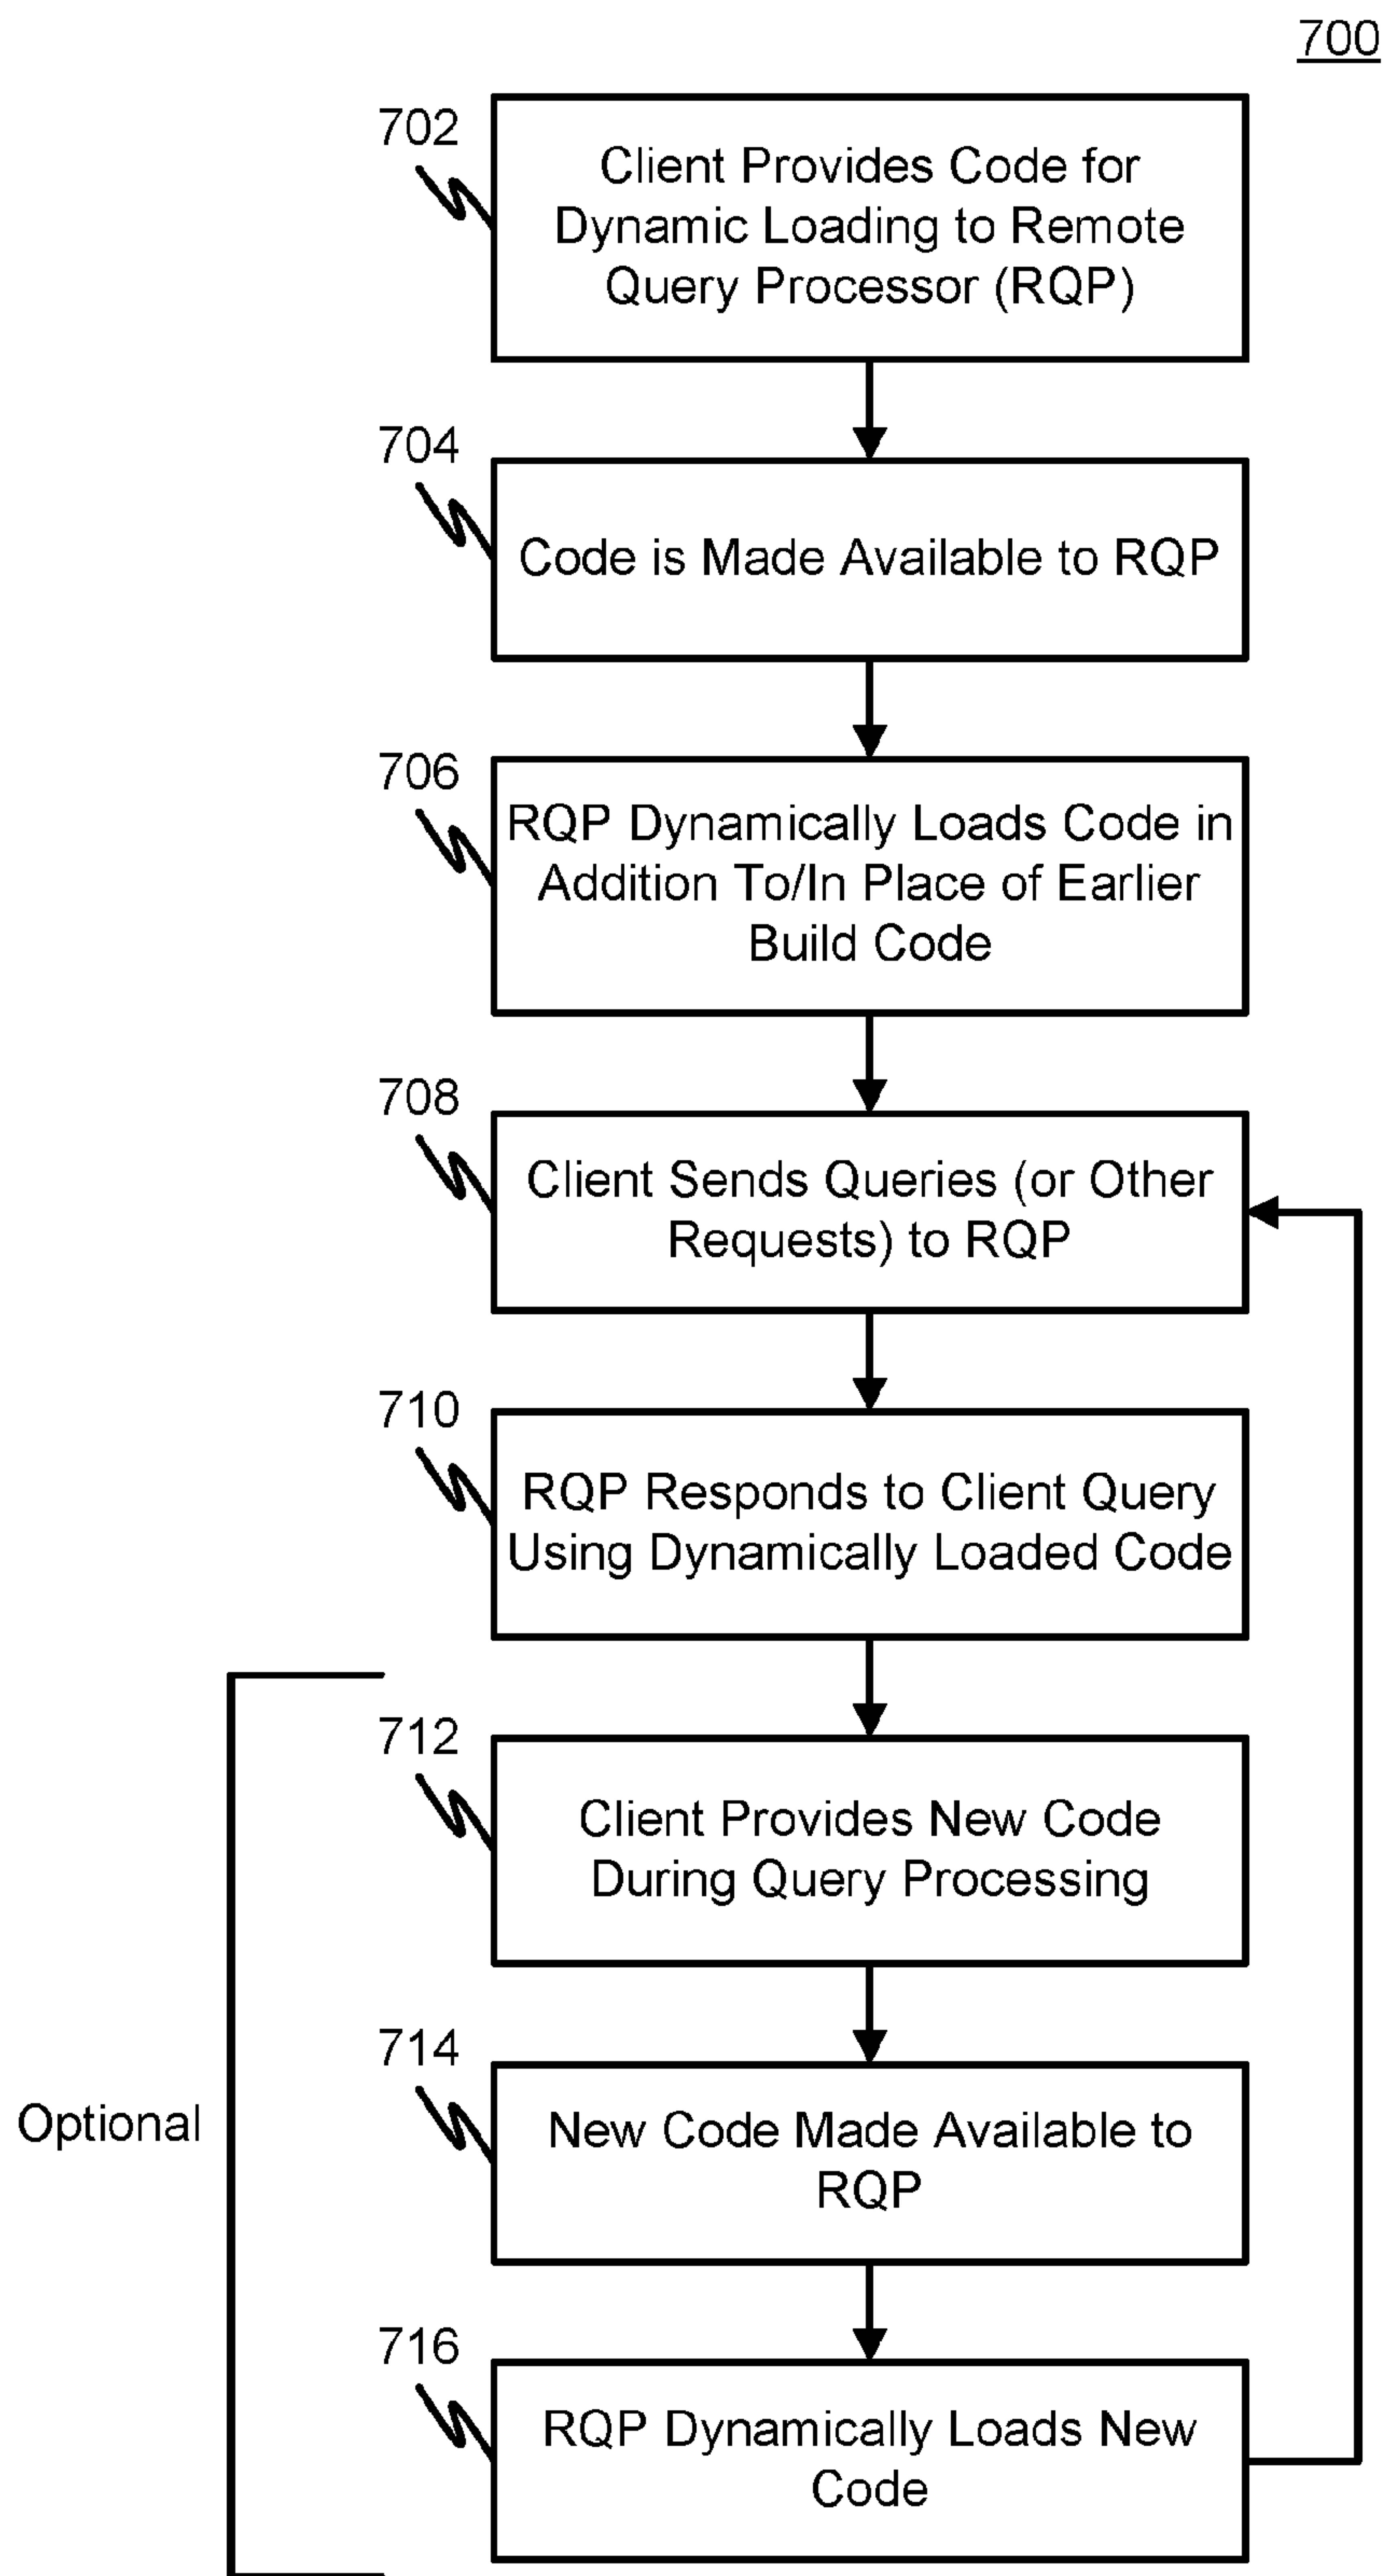 700
702
Client Provides Code for
Dynamic Loading to Remote
Query Processor (RQP)
704
Code is Made Available to RQP
706
RQP Dynamically Loads Code in
Addition To/In Place of Earlier
Build Code
708
Client Sends Queries (or Other
Requests) to RQP
710
RQP Responds to Client Query
Using Dynamically Loaded Code
712
Client Provides New Code
During Query Processing
Optional
714
New Code Made Available to
RQP
716
RQP Dynamically Loads New
Code